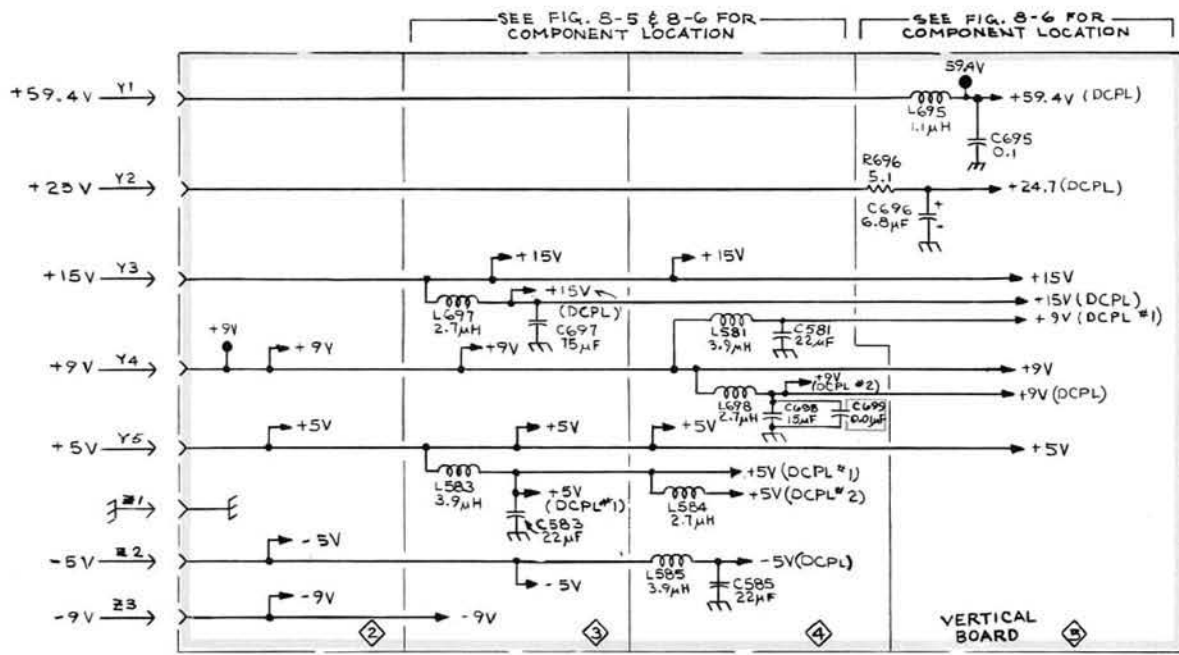 SEE FIG. 8-5 & 8-6 FOR
COMPONENT LOCATION
SEE FIG. 8-6 FOR
COMPONENT LOCATION
59.4V
+59.4V
Y1
L695
1.1µH
+59.4V (DCPL)
C695
0.1
+25V
Y2
R696
5.1
+24.7 (DCPL)
C696
6.8µF
+
-
+15V
Y3
+15V
+15V
+15V
+15V
(DCPL)
+15V (DCPL)
L697
2.7µH
C697
15µF
L581
3.9µH
C581
22µF
+9V (DCPL #1)
+9V
+9V
Y4
+9V
+9V
+9V
+9V
(DCPL #2)
+9V (DCPL)
L698
2.7µH
C698
15µF
C699
0.01µF
+5V
Y5
+5V
+5V
+5V
+5V
L583
3.9µH
+5V (DCPL #1)
+5V
(DCPL #1)
+5V (DCPL #2)
L584
2.7µH
C583
22µF
Z1
-5V
Z2
-5V
-5V
L585
3.9µH
-5V (DCPL)
C585
22µF
-9V
Z3
-9V
-9V
2
3
4
VERTICAL
BOARD
5